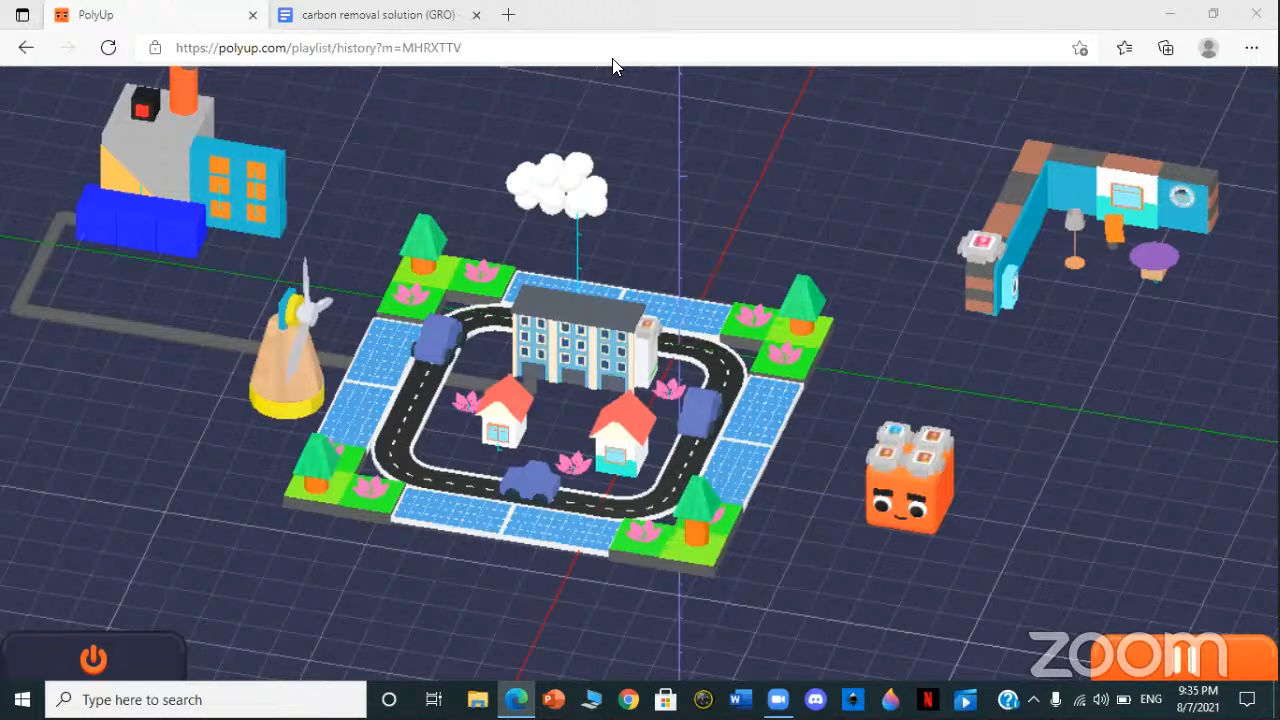 PolyUp
carbon removal solution (GRO)
https://polyup.com/playlist/history?m=MHRXTTV
zoom
Type here to search
ENG
9:35 PM
8/7/2021